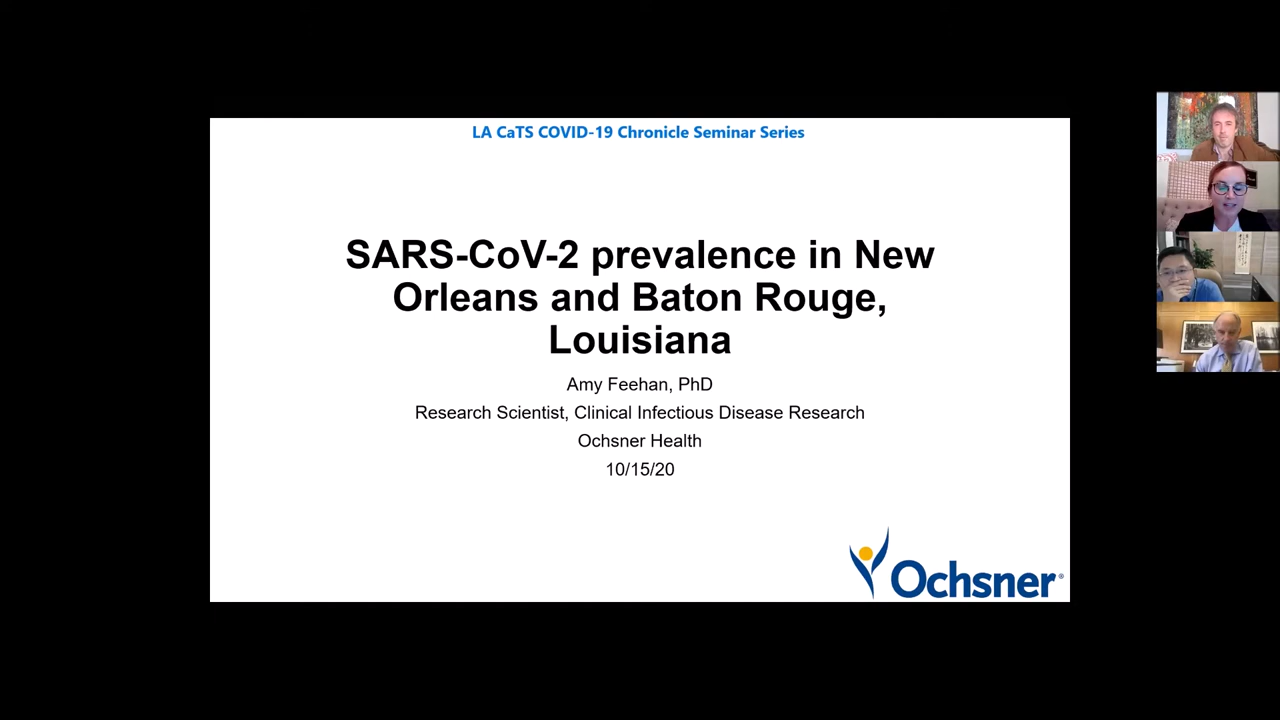 LA CaTS COVID-19 Chronicle Seminar Series
SARS-CoV-2 prevalence in New
Orleans and Baton Rouge,
Louisiana
Amy Feehan, PhD
Research Scientist, Clinical Infectious Disease Research
Ochsner Health
10/15/20
Ochsner®